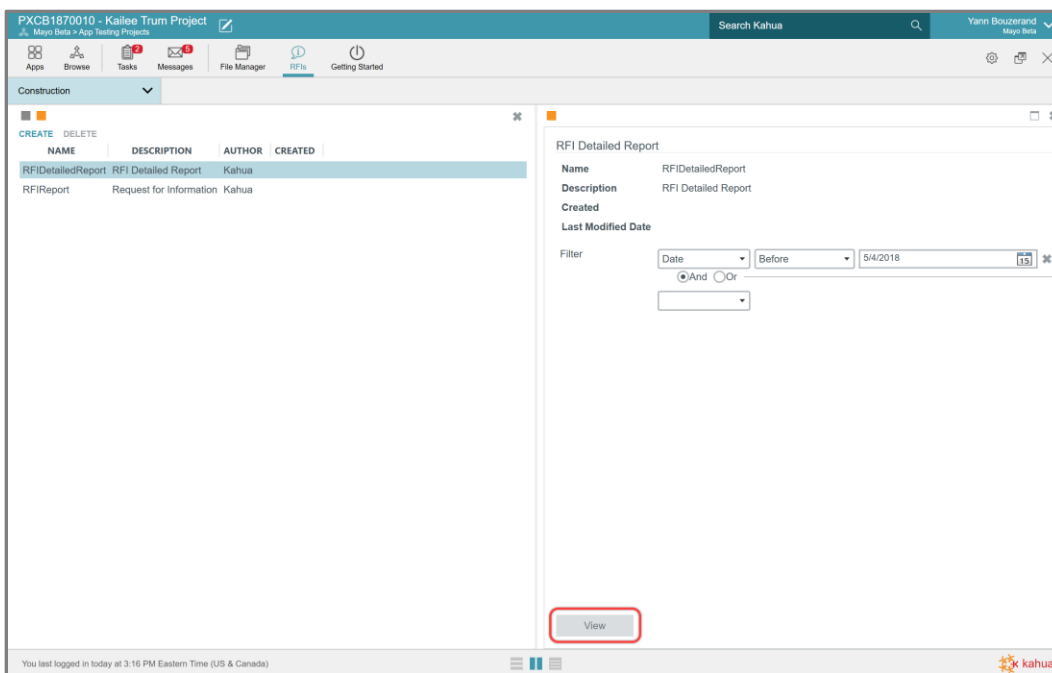 PXCB1870010 - Kailee Trum Project
Mayo Beta > App Testing Projects
Search Kahua
Yann Bouzerand
Mayo Beta
2
5
Apps
Browse
Tasks
Messages
File Manager
RFIs
Getting Started
Construction
CREATE DELETE
NAME DESCRIPTION AUTHOR CREATED
RFIDetailedReport RFI Detailed Report Kahua
RFIReport Request for Information Kahua
RFI Detailed Report
Name RFIDetailedReport
Description RFI Detailed Report
Created
Last Modified Date
Filter Date Before 5/4/2018 15
And Or
View
You last logged in today at 3:16 PM Eastern Time (US & Canada)
kahua